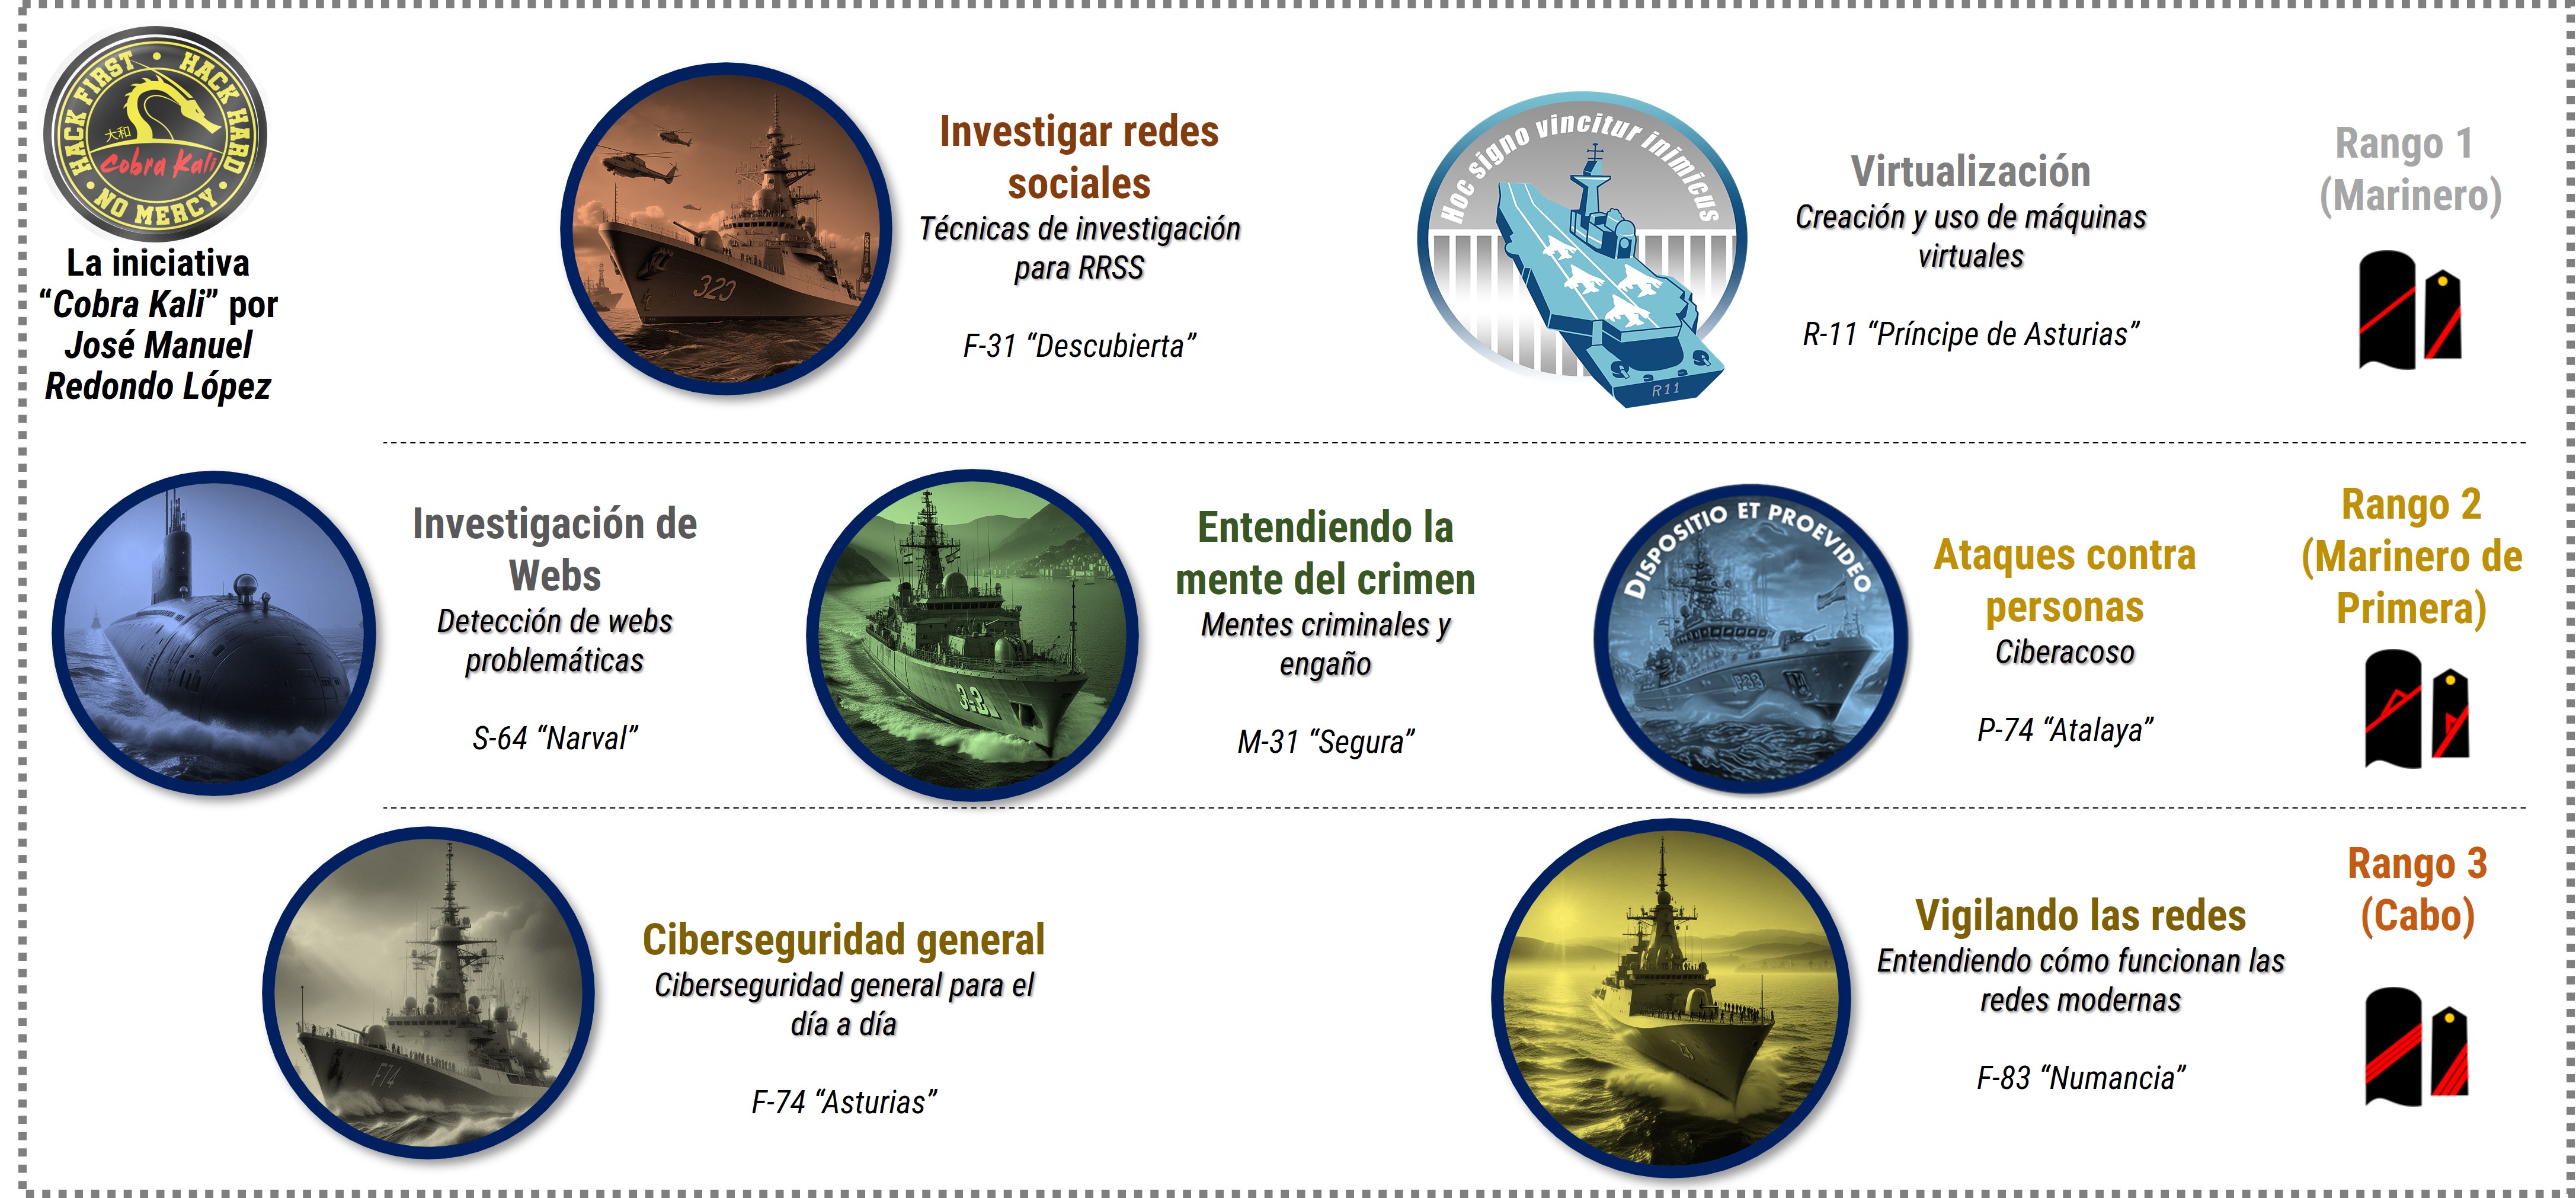 HACK FIRST • HACK HARD • NO MERCY •
大和
Cobra Kali
La iniciativa
“Cobra Kali” por
José Manuel
Redondo López
323
Investigar redes
sociales
Técnicas de investigación
para RRSS
F-31 “Descubierta”
Hoc signo vincitur inimicus
R11
Virtualización
Creación y uso de máquinas
virtuales
R-11 “Príncipe de Asturias”
Rango 1
(Marinero)
Investigación de
Webs
Detección de webs
problemáticas
S-64 “Narval”
Entendiendo la
mente del crimen
Mentes criminales y
engaño
M-31 “Segura”
DISPOSITIO ET PROEVIDEO
Ataques contra
personas
Ciberacoso
P-74 “Atalaya”
Rango 2
(Marinero de
Primera)
F74
Ciberseguridad general
Ciberseguridad general para el
día a día
F-74 “Asturias”
Vigilando las redes
Entendiendo cómo funcionan las
redes modernas
F-83 “Numancia”
Rango 3
(Cabo)